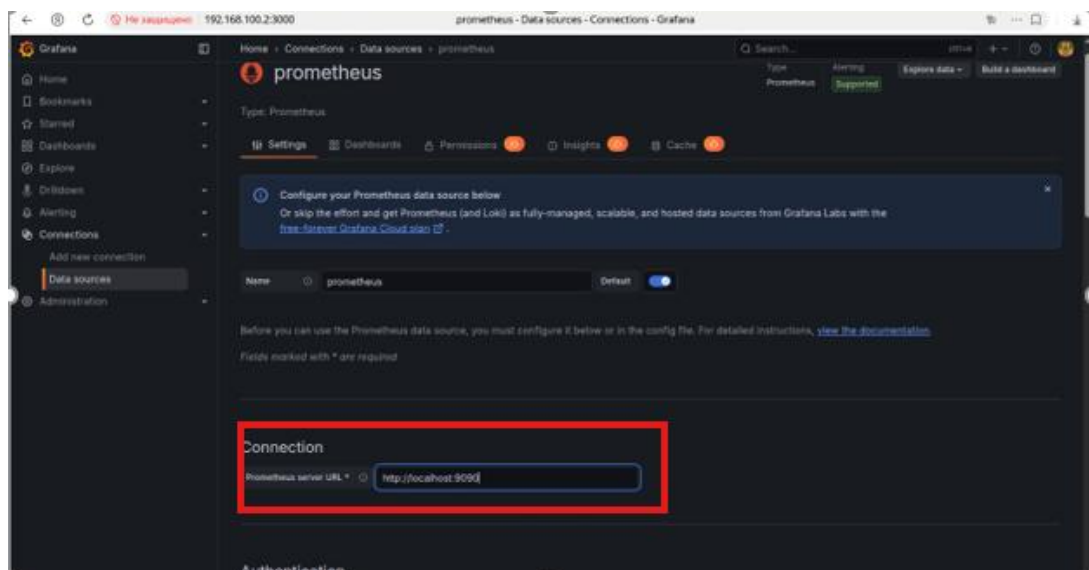 Не защищено 192.168.100.2:3000 prometheus - Data sources - Connections - Grafana
Grafana
Home › Connections › Data sources › prometheus
Search...
prometheus
Type
Prometheus
Alerting
Supported
Explore data
Build a dashboard
Type: Prometheus
Home
Bookmarks
Starred
Dashboards
Explore
Drilldown
Alerting
Connections
Add new connection
Data sources
Administration
Settings Dashboards Permissions Insights Cache
Configure your Prometheus data source below
Or skip the effort and get Prometheus (and Loki) as fully-managed, scalable, and hosted data sources from Grafana Labs with the
free-forever Grafana Cloud plan .
Name prometheus Default
Before you can use the Prometheus data source, you must configure it below or in the config file. For detailed instructions, view the documentation.
Fields marked with * are required
Connection
Prometheus server URL * http://localhost:9090
Authentication